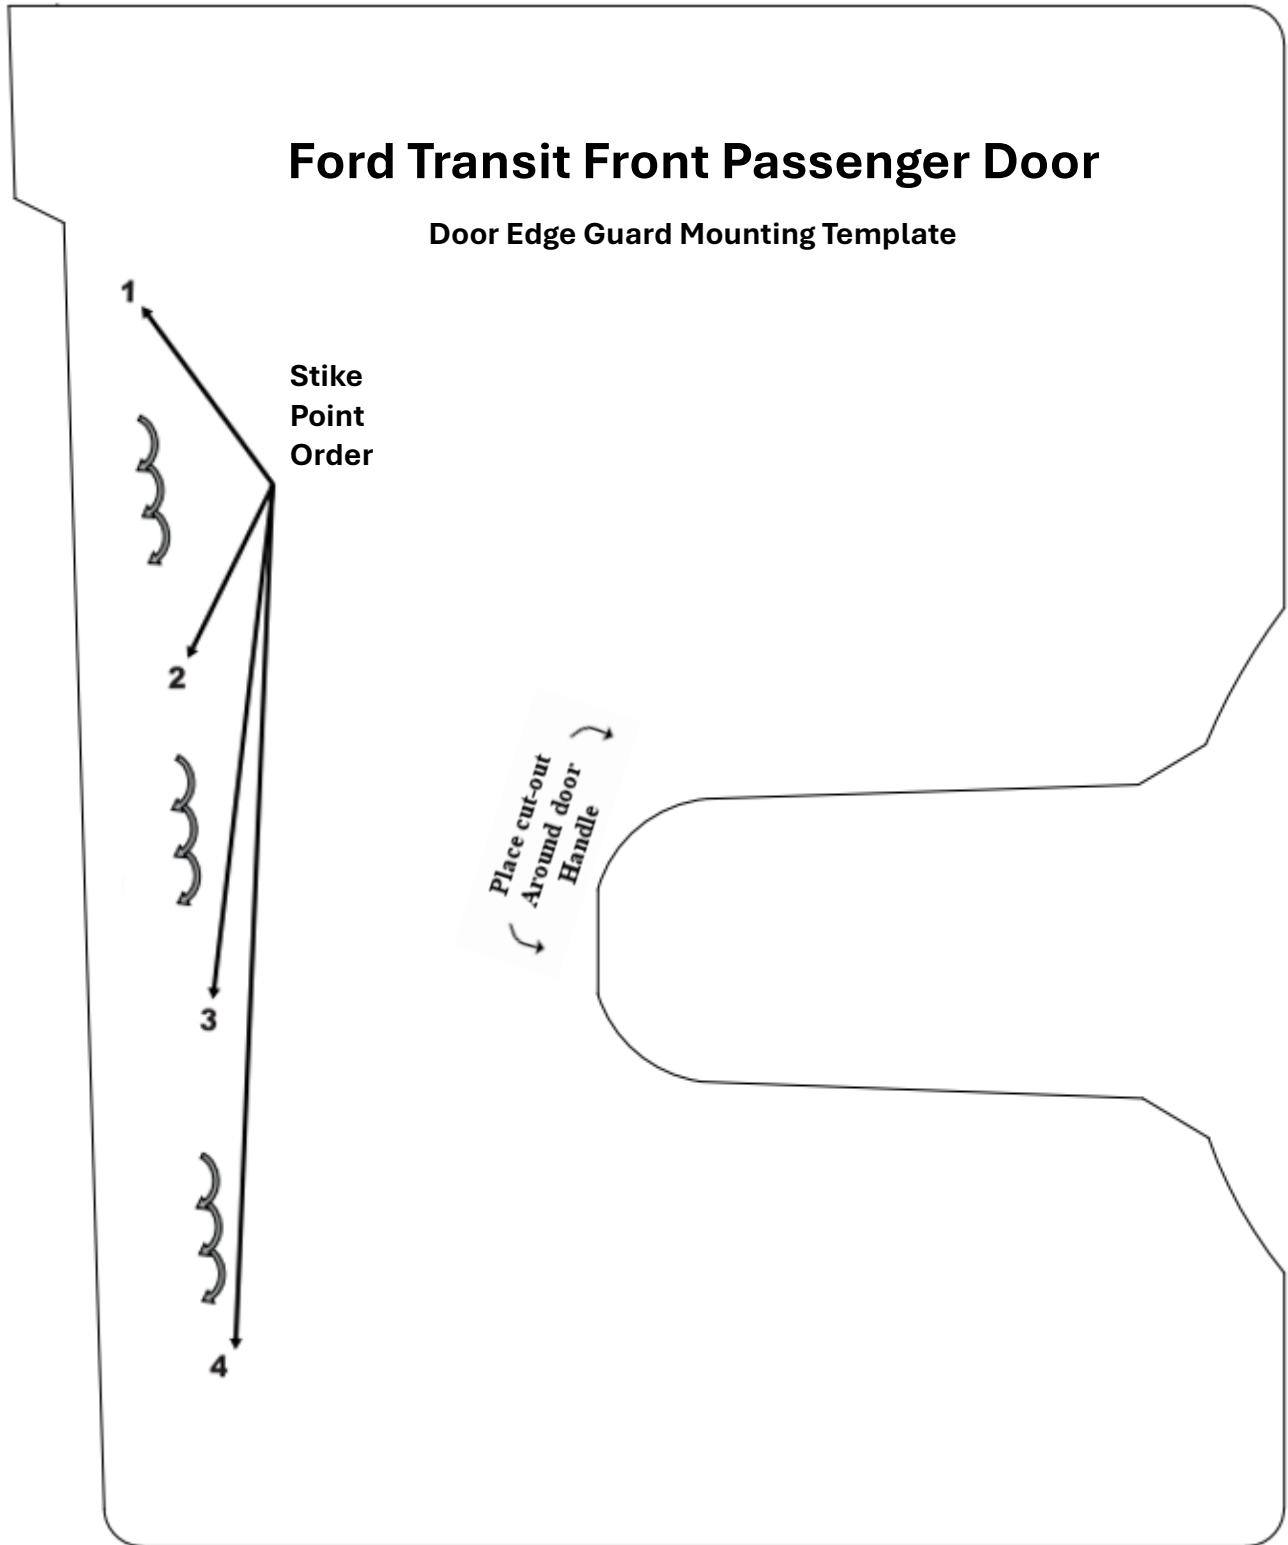 Ford Transit Front Passenger Door
Door Edge Guard Mounting Template
1
Stike
Point
Order
2
Place cut-out
Around door
Handle
3
4